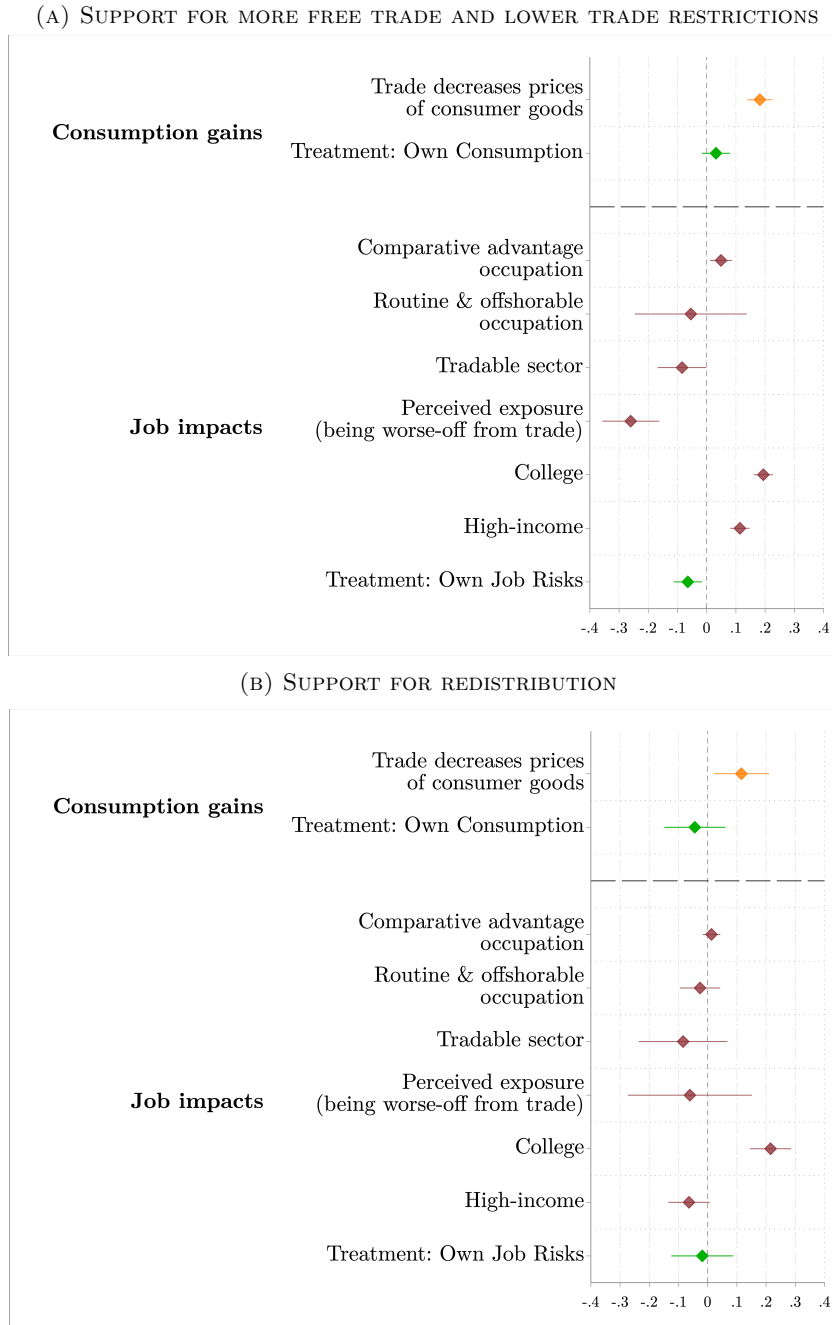 (A) Support for more free trade and lower trade restrictions
Trade decreases prices
of consumer goods
Consumption gains
Treatment: Own Consumption
Comparative advantage
occupation
Routine & offshorable
occupation
Tradable sector
Perceived exposure
(being worse-off from trade)
Job impacts
College
High-income
Treatment: Own Job Risks
-.4 -.3 -.2 -.1 0 .1 .2 .3 .4
(B) Support for redistribution
Trade decreases prices
of consumer goods
Consumption gains
Treatment: Own Consumption
Comparative advantage
occupation
Routine & offshorable
occupation
Tradable sector
Perceived exposure
(being worse-off from trade)
Job impacts
College
High-income
Treatment: Own Job Risks
-.4 -.3 -.2 -.1 0 .1 .2 .3 .4